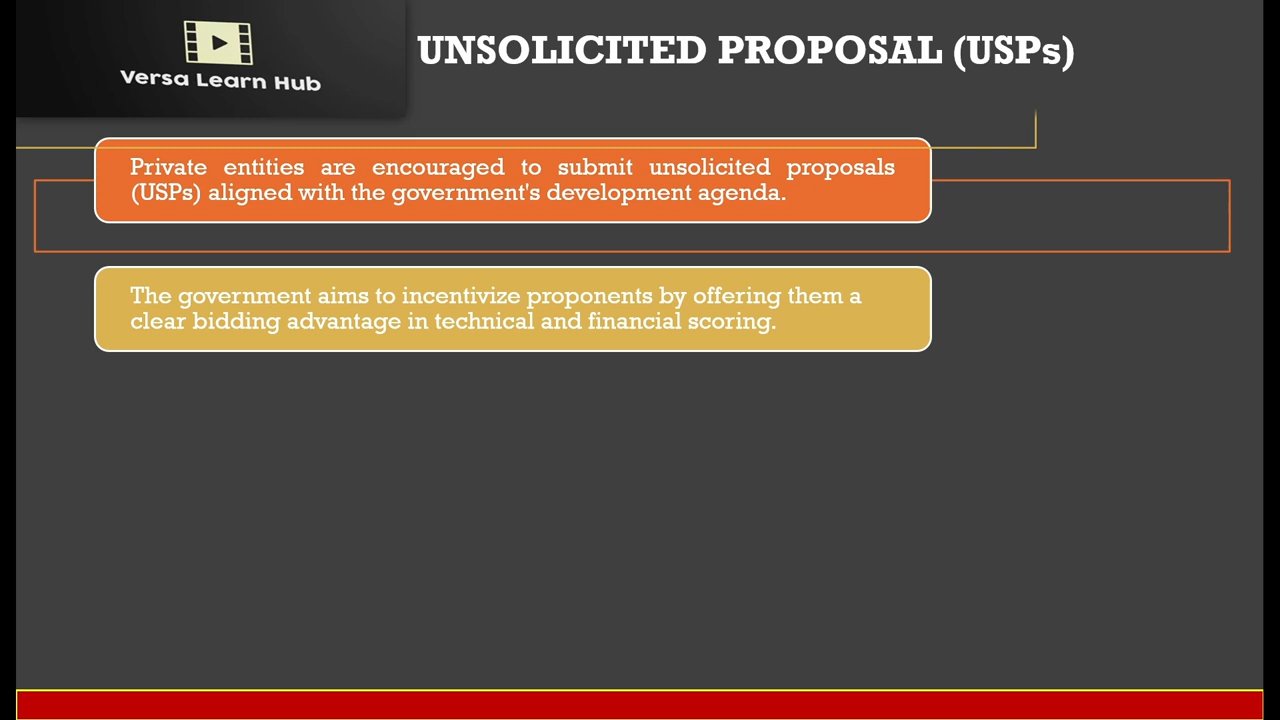 Versa Learn Hub
UNSOLICITED PROPOSAL (USPs)
Private entities are encouraged to submit unsolicited proposals
(USPs) aligned with the government's development agenda.
The government aims to incentivize proponents by offering them a
clear bidding advantage in technical and financial scoring.